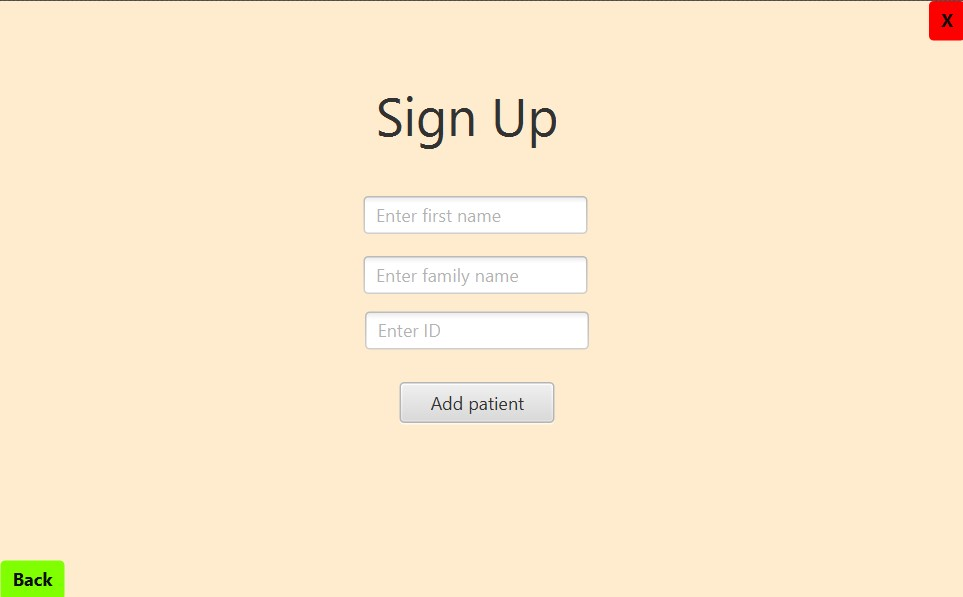 X
Sign Up
Enter first name
Enter family name
Enter ID
Add patient
Back